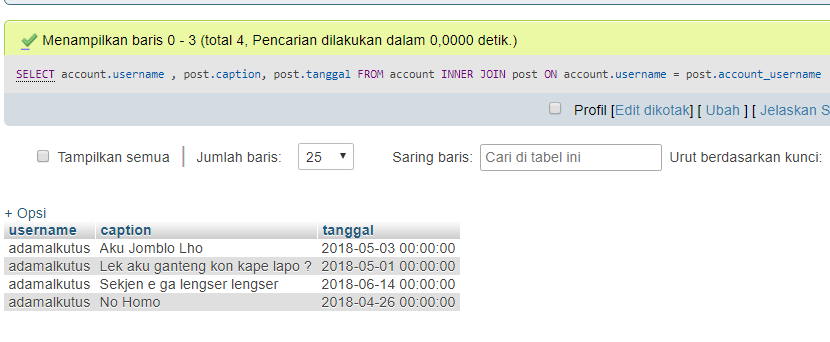 Menampilkan baris 0 - 3 (total 4, Pencarian dilakukan dalam 0,0000 detik.)
SELECT account.username , post.caption, post.tanggal FROM account INNER JOIN post ON account.username = post.account_username
Profil [Edit dikotak] [ Ubah ] [ Jelaskan S
Tampilkan semua | Jumlah baris: 25 Saring baris: Cari di tabel ini Urut berdasarkan kunci:
+ Opsi
username caption tanggal
adamalkutus Aku Jomblo Lho 2018-05-03 00:00:00
adamalkutus Lek aku ganteng kon kape lapo ? 2018-05-01 00:00:00
adamalkutus Sekjen e ga lengser lengser 2018-06-14 00:00:00
adamalkutus No Homo 2018-04-26 00:00:00